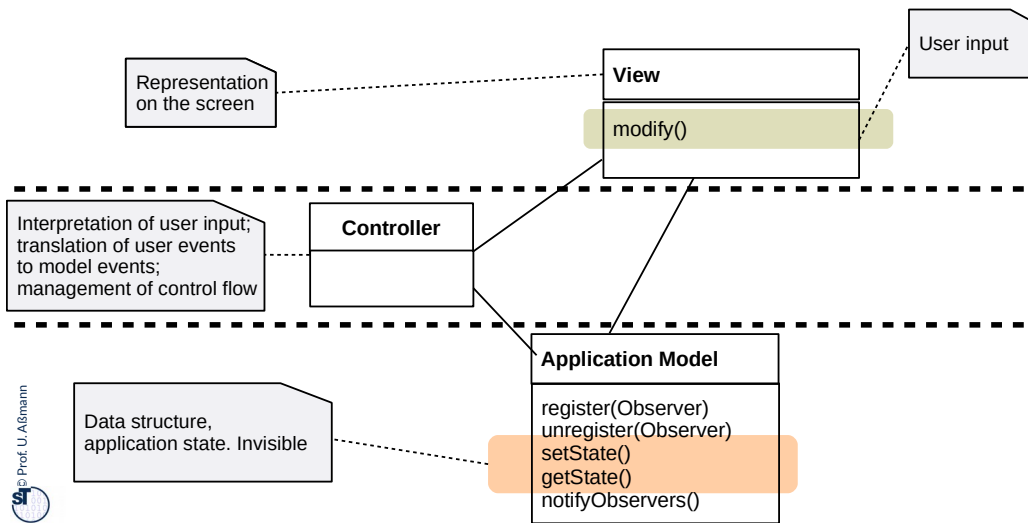 User input
View
Representation
on the screen
modify()
Interpretation of user input;
translation of user events
to model events;
management of control flow
Controller
Application Model
register(Observer)
unregister(Observer)
setState()
getState()
notifyObservers()
Data structure,
application state. Invisible
© Prof. U. Aßmann
ST